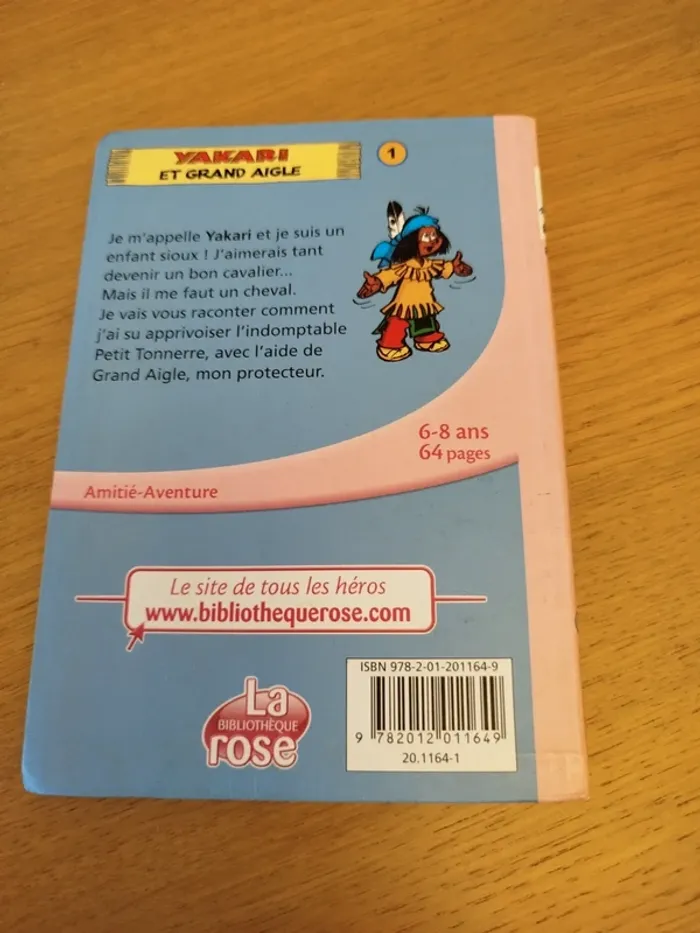 YAKARI
ET GRAND AIGLE
1
Je m'appelle Yakari et je suis un
enfant sioux ! J'aimerais tant
devenir un bon cavalier...
Mais il me faut un cheval.
Je vais vous raconter comment
j'ai su apprivoiser l'indomptable
Petit Tonnerre, avec l'aide de
Grand Aigle, mon protecteur.
6-8 ans
64 pages
Amitié-Aventure
Le site de tous les héros
www.bibliothequerose.com
La
BIBLIOTHÈQUE
rose
ISBN 978-2-01-201164-9
9 782012 011649
20.1164-1